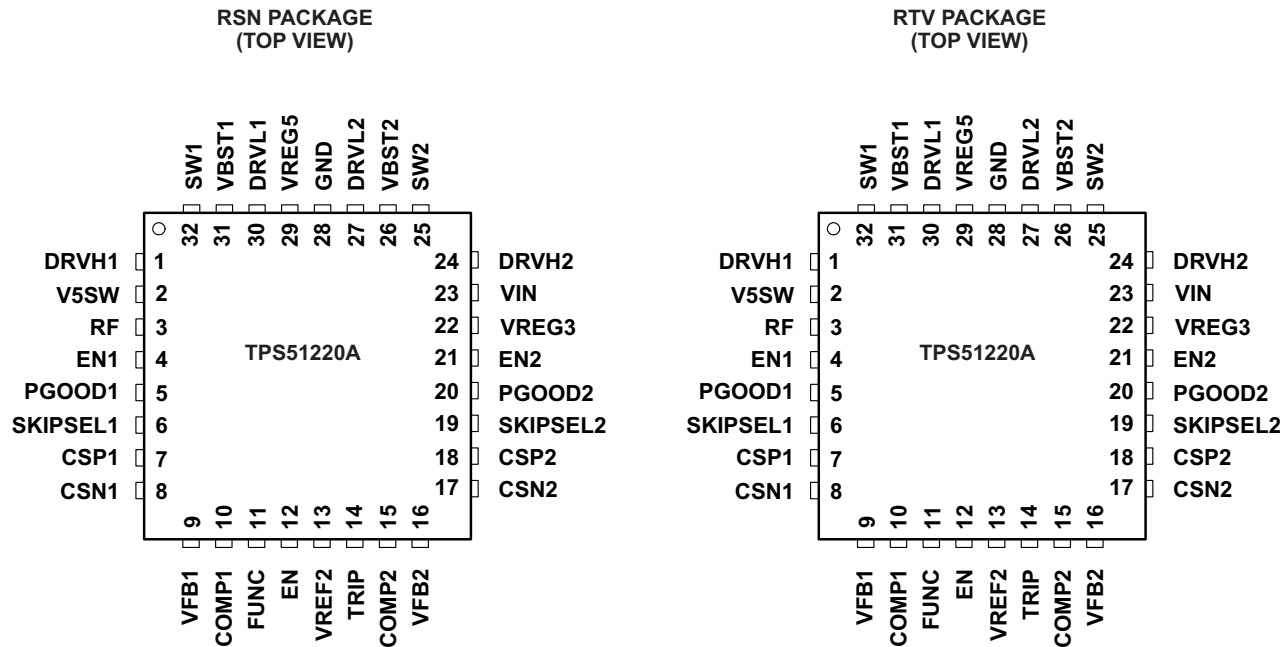 RSN PACKAGE
(TOP VIEW)
SW1
VBST1
DRVL1
VREG5
GND
DRVL2
VBST2
SW2
32
31
30
29
28
27
26
25
DRVH1 1
V5SW 2
RF 3
EN1 4
PGOOD1 5
SKIPSEL1 6
CSP1 7
CSN1 8
TPS51220A
24 DRVH2
23 VIN
22 VREG3
21 EN2
20 PGOOD2
19 SKIPSEL2
18 CSP2
17 CSN2
9
10
11
12
13
14
15
16
VFB1
COMP1
FUNC
EN
VREF2
TRIP
COMP2
VFB2
RTV PACKAGE
(TOP VIEW)
SW1
VBST1
DRVL1
VREG5
GND
DRVL2
VBST2
SW2
32
31
30
29
28
27
26
25
DRVH1 1
V5SW 2
RF 3
EN1 4
PGOOD1 5
SKIPSEL1 6
CSP1 7
CSN1 8
TPS51220A
24 DRVH2
23 VIN
22 VREG3
21 EN2
20 PGOOD2
19 SKIPSEL2
18 CSP2
17 CSN2
9
10
11
12
13
14
15
16
VFB1
COMP1
FUNC
EN
VREF2
TRIP
COMP2
VFB2